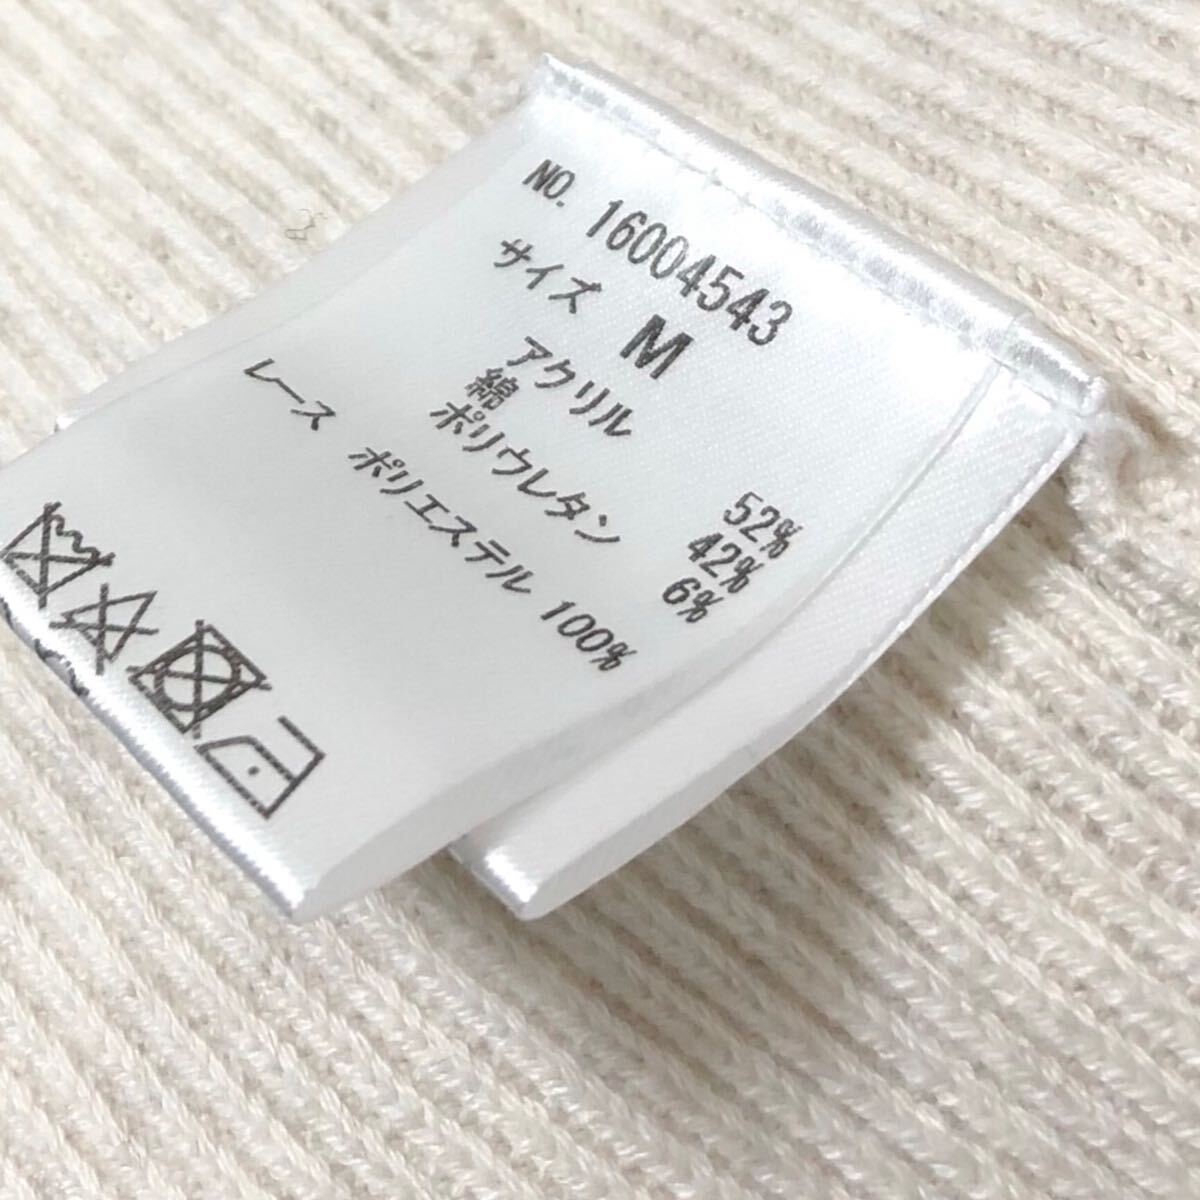 NO. 16004543
サイズ M
アクリル 52%
綿 42%
ポリウレタン 6%
レース ポリエステル 100%